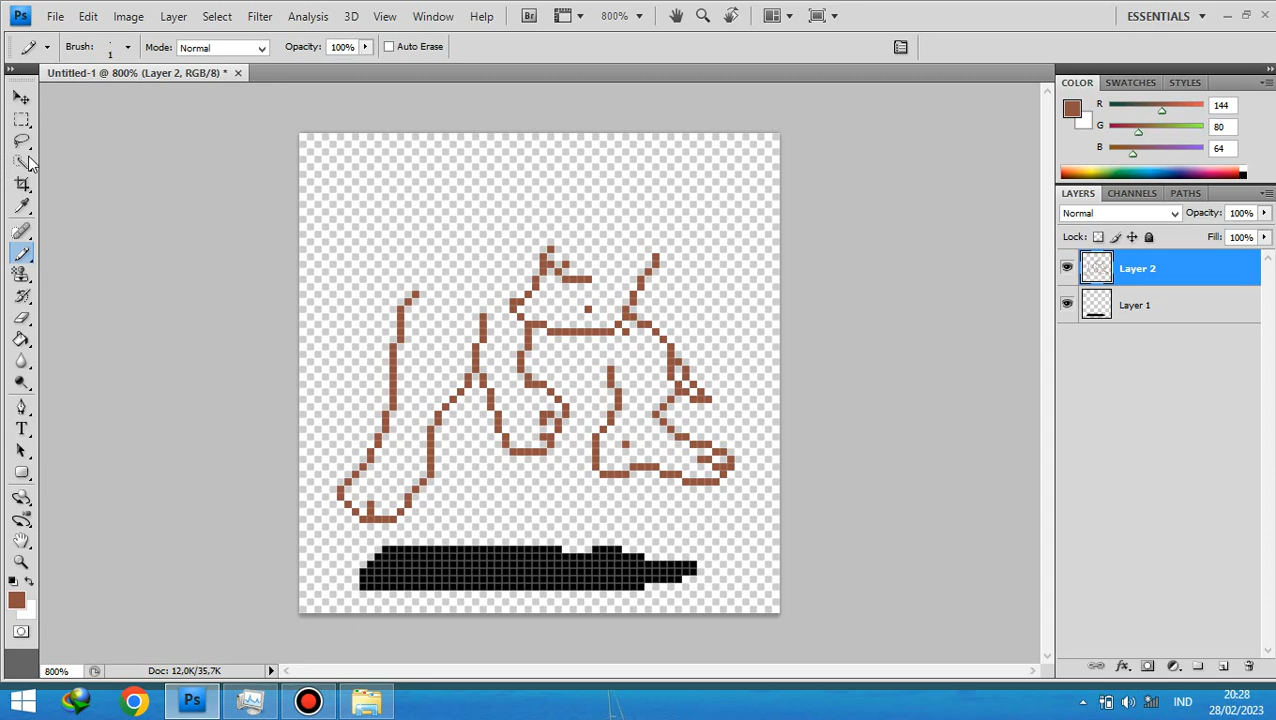 Ps File Edit Image Layer Select Filter Analysis 3D View Window Help Br 800% ESSENTIALS
Brush: 1 Mode: Normal Opacity: 100% Auto Erase
Untitled-1 @ 800% (Layer 2, RGB/8) *
COLOR SWATCHES STYLES
R 144
G 80
B 64
LAYERS CHANNELS PATHS
Normal Opacity: 100%
Lock: Fill: 100%
Layer 2
Layer 1
T
fx
800% Doc: 12,0K/35,7K
Ps IND
20:28
28/02/2023